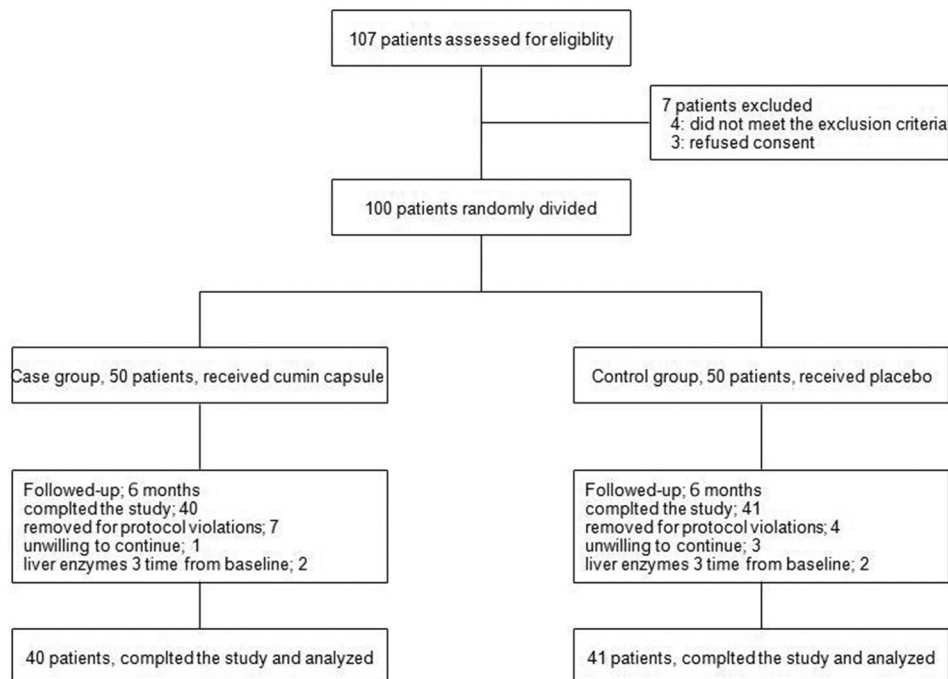 107 patients assessed for eligiblity
7 patients excluded
4: did not meet the exclusion criteria
3: refused consent
100 patients randomly divided
Case group, 50 patients, received cumin capsule
Control group, 50 patients, received placebo
Followed-up; 6 months
complted the study; 40
removed for protocol violations; 7
unwilling to continue; 1
liver enzymes 3 time from baseline; 2
Followed-up; 6 months
complted the study; 41
removed for protocol violations; 4
unwilling to continue; 3
liver enzymes 3 time from baseline; 2
40 patients, complted the study and analyzed
41 patients, complted the study and analyzed